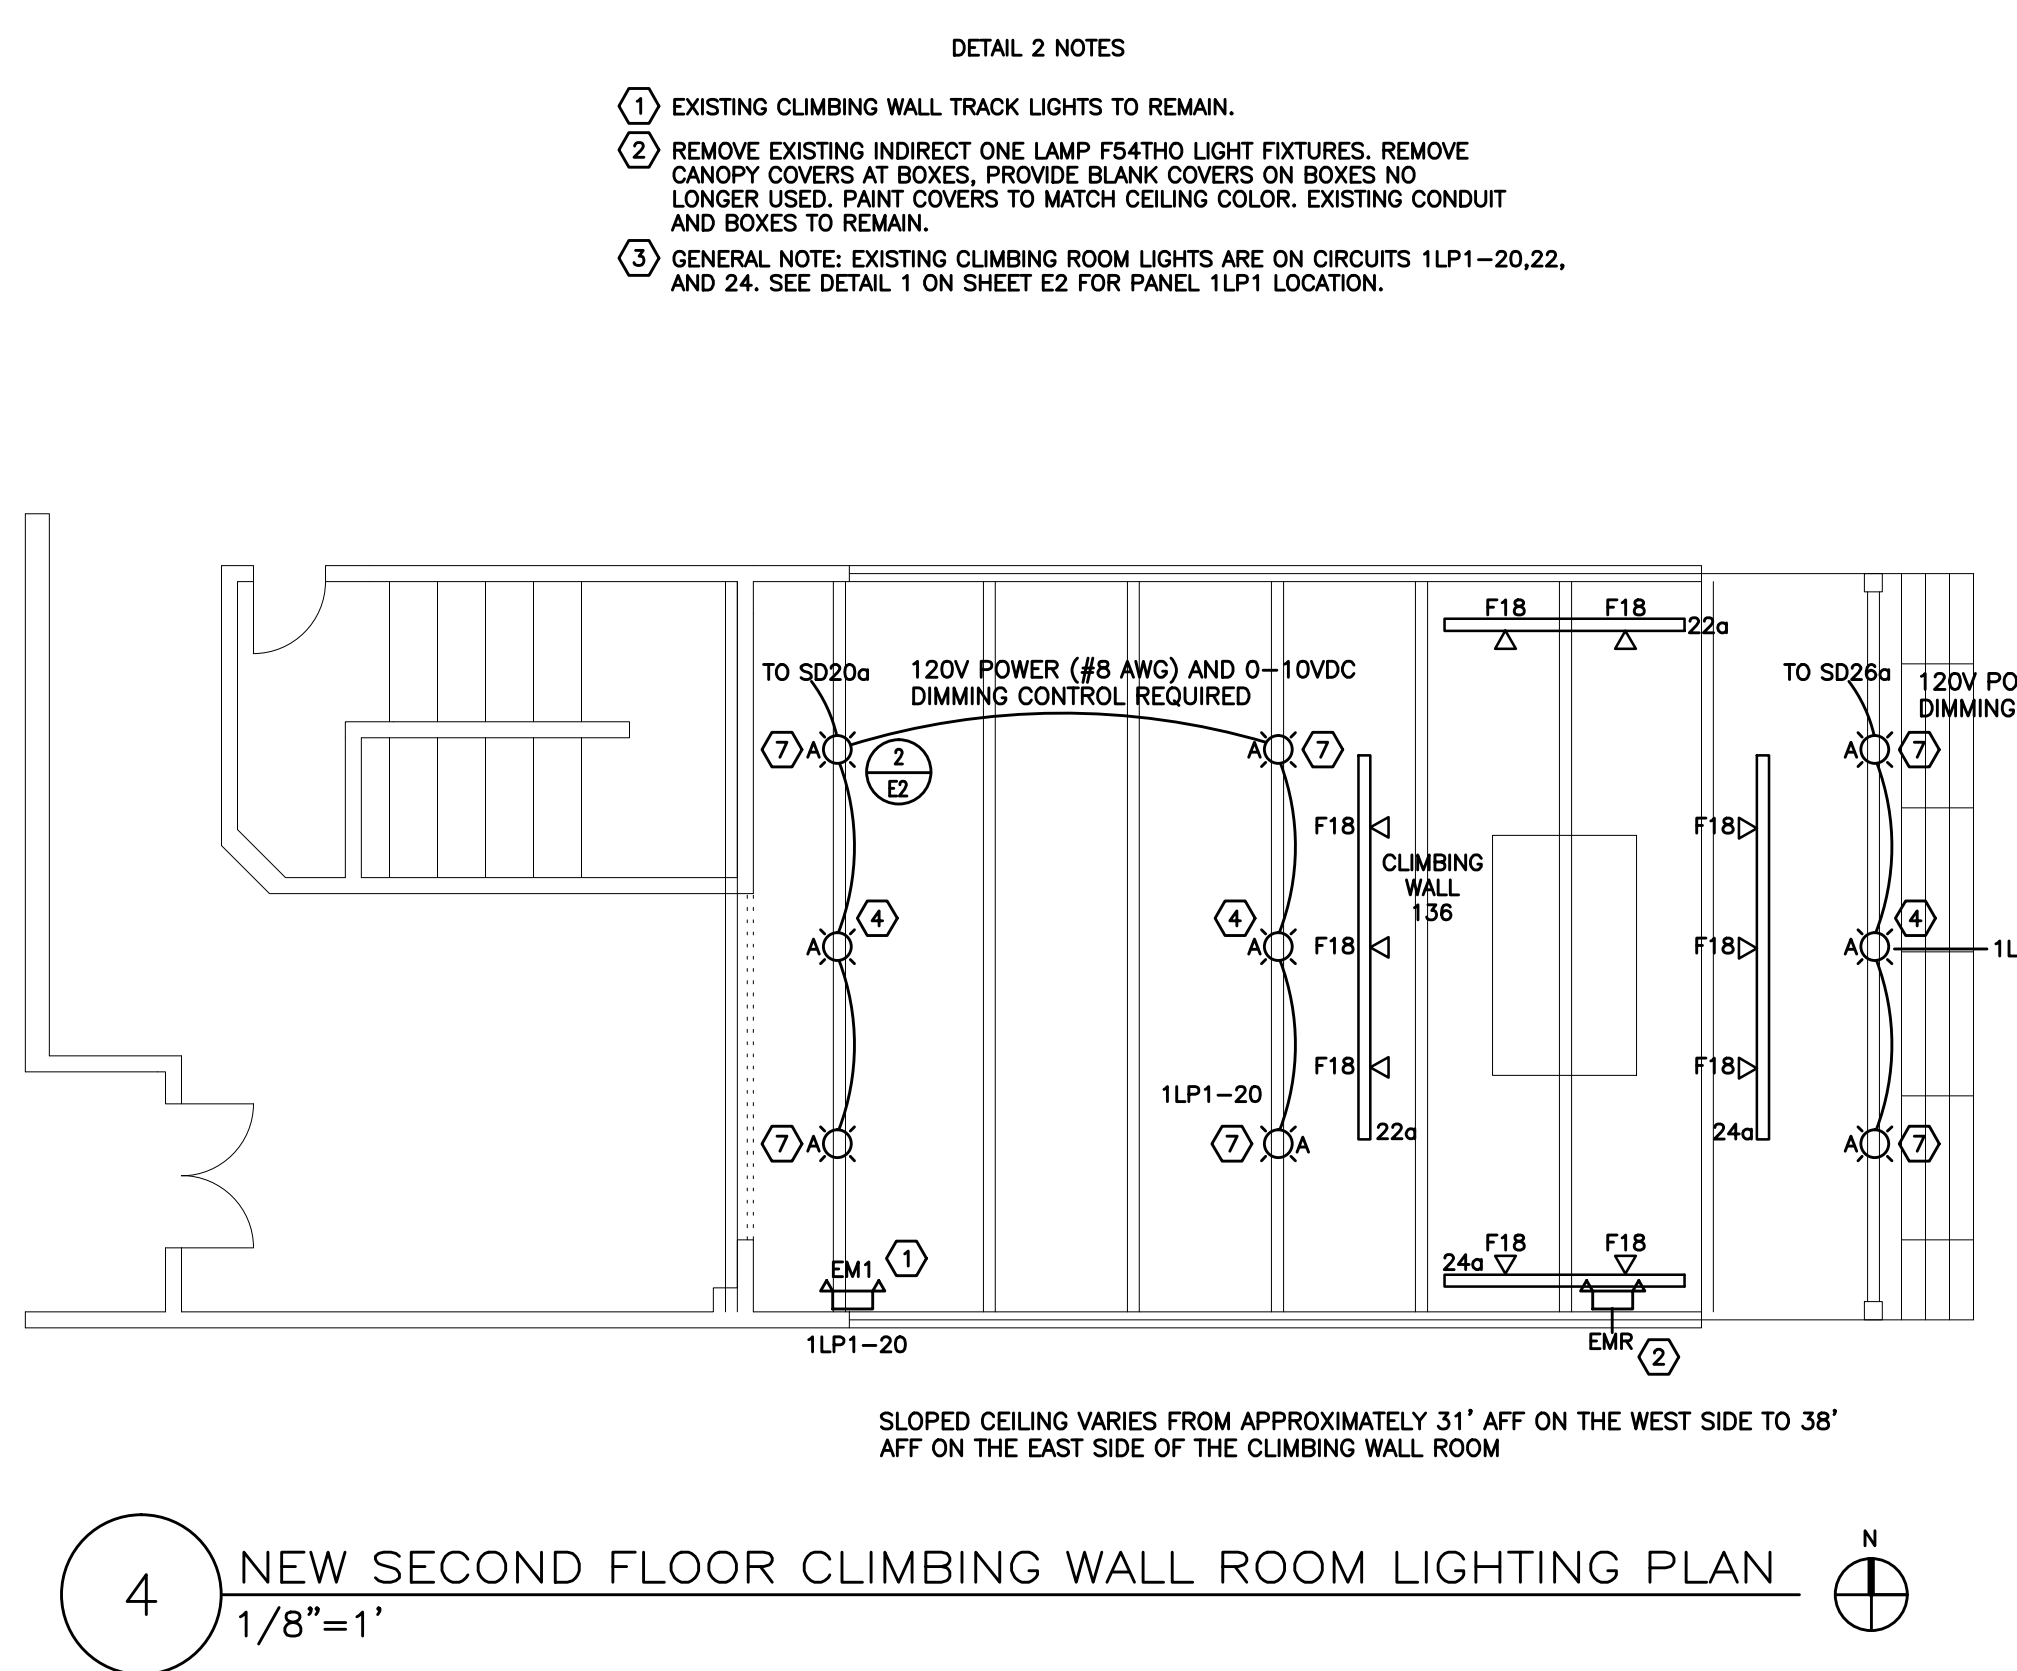 DETAIL 2 NOTES
1 EXISTING CLIMBING WALL TRACK LIGHTS TO REMAIN.
2 REMOVE EXISTING INDIRECT ONE LAMP F54THO LIGHT FIXTURES. REMOVE
CANOPY COVERS AT BOXES, PROVIDE BLANK COVERS ON BOXES NO
LONGER USED. PAINT COVERS TO MATCH CEILING COLOR. EXISTING CONDUIT
AND BOXES TO REMAIN.
3 GENERAL NOTE: EXISTING CLIMBING ROOM LIGHTS ARE ON CIRCUITS 1LP1-20,22,
AND 24. SEE DETAIL 1 ON SHEET E2 FOR PANEL 1LP1 LOCATION.
F18 F18
22a
TO SD20a
120V POWER (#8 AWG) AND 0-10VDC
DIMMING CONTROL REQUIRED
TO SD26a
120V PO
DIMMING
7 A
2
E2
A 7
A 7
F18
F18
CLIMBING
WALL
136
4
4
4
A
A
F18
F18
A
1L
F18
F18
1LP1-20
22a
24a
7 A
7 A
A 7
F18 F18
24a
EM1
1
1LP1-20
EMR
2
SLOPED CEILING VARIES FROM APPROXIMATELY 31' AFF ON THE WEST SIDE TO 38'
AFF ON THE EAST SIDE OF THE CLIMBING WALL ROOM
4
NEW SECOND FLOOR CLIMBING WALL ROOM LIGHTING PLAN
1/8"=1'
N